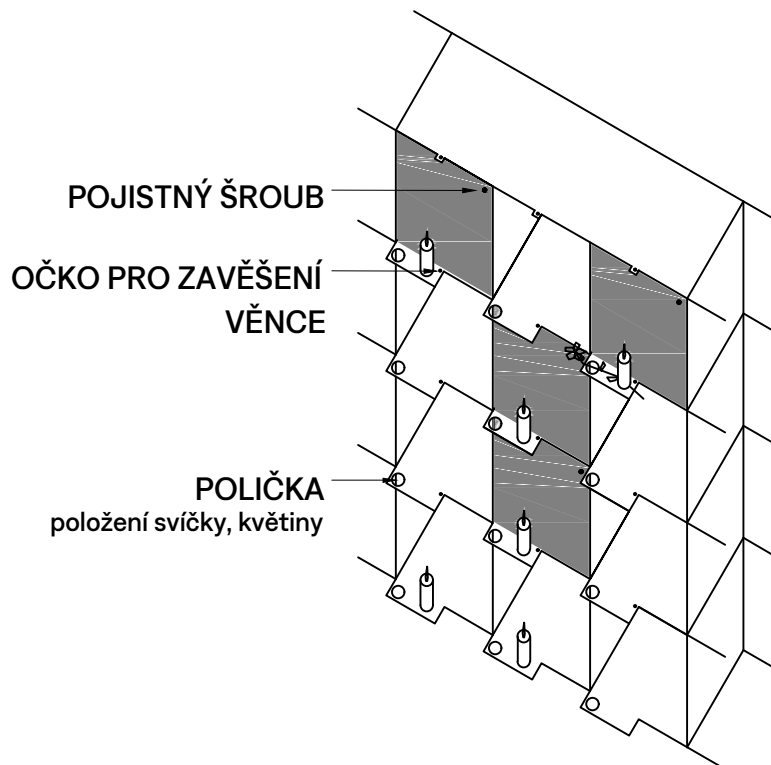 POJISTNÝ ŠROUB
OČKO PRO ZAVĚŠENÍ
VĚNCE
POLIČKA
položení svíčky, květiny